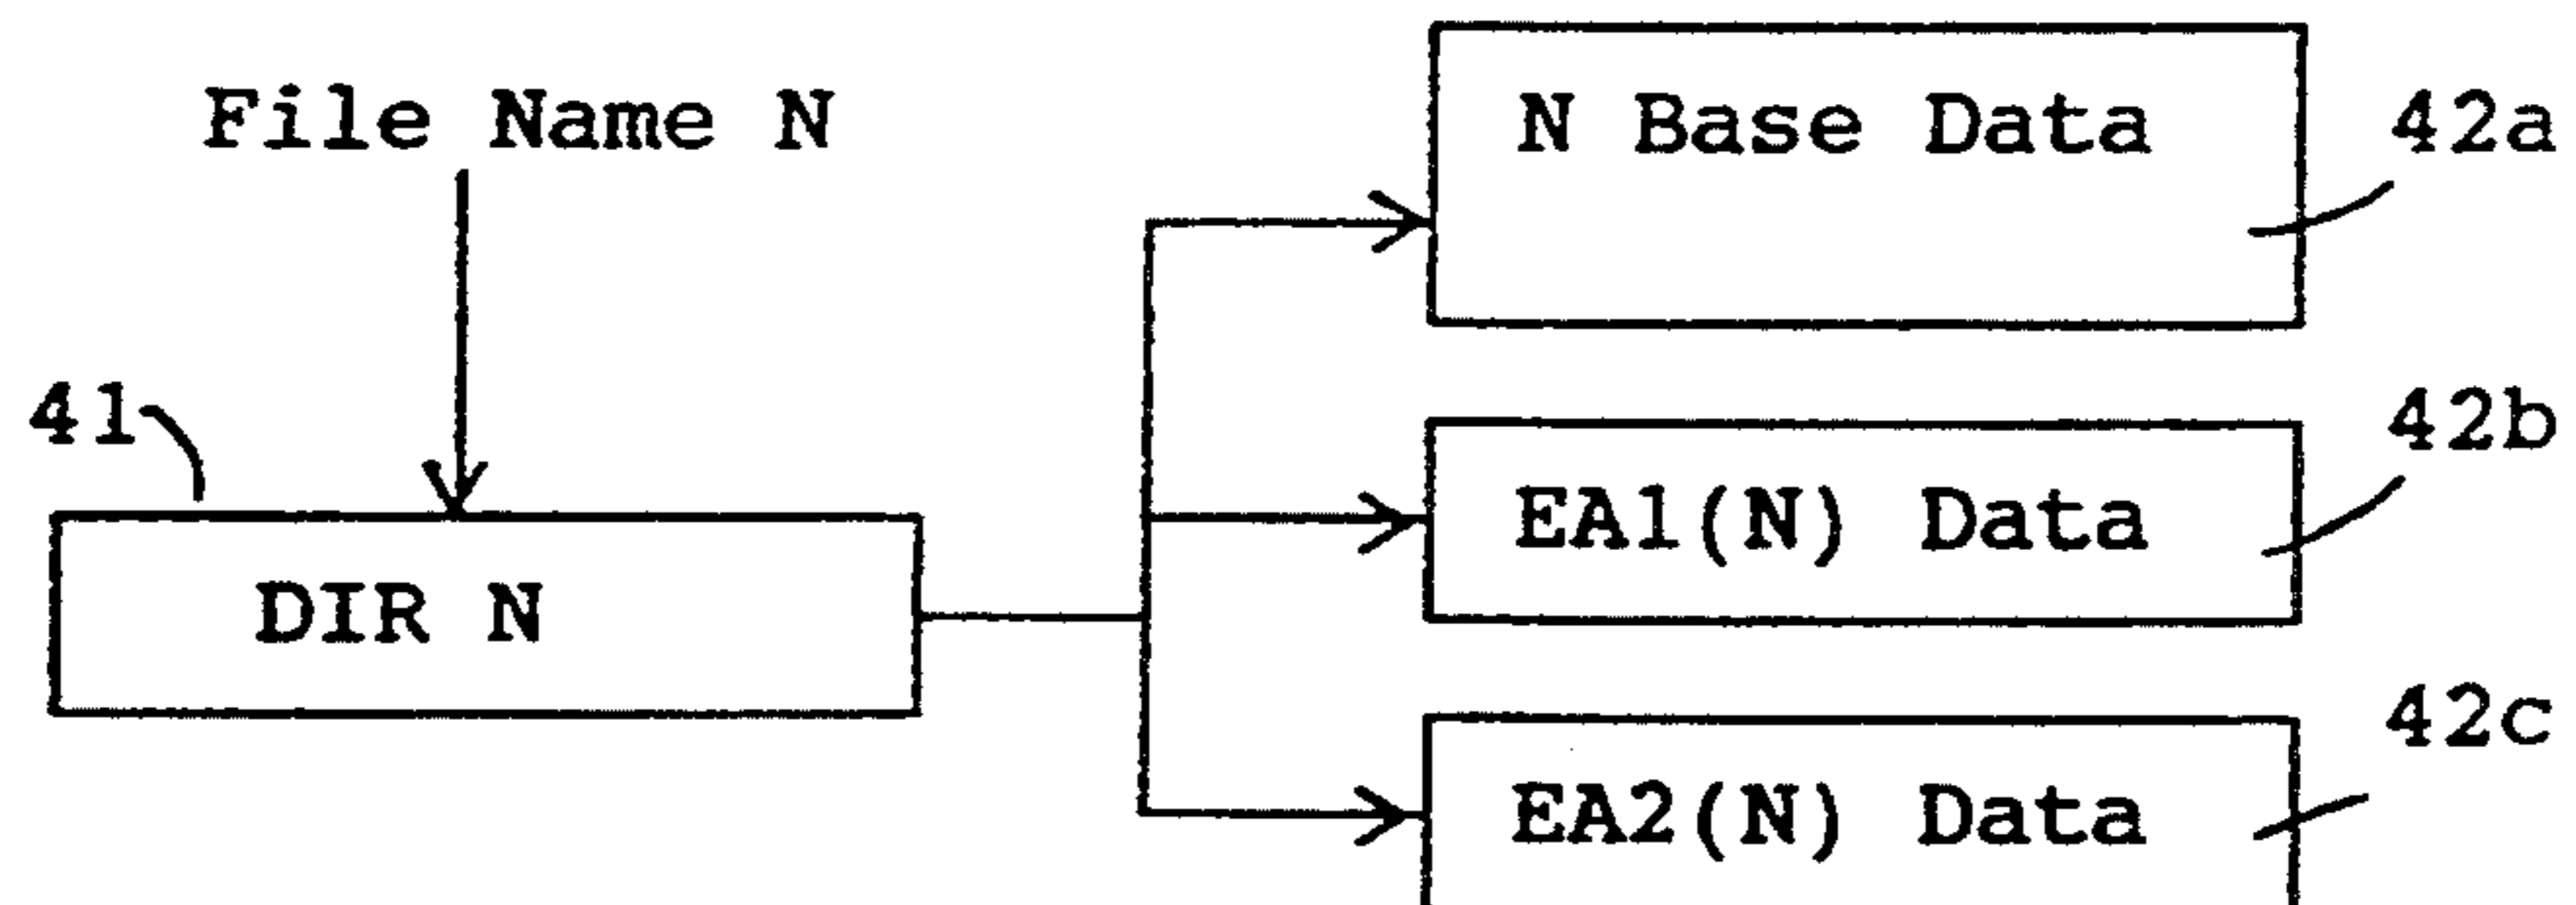 File Name N
N Base Data
42a
41
42b
EA1(N) Data
DIR N
42c
EA2(N) Data